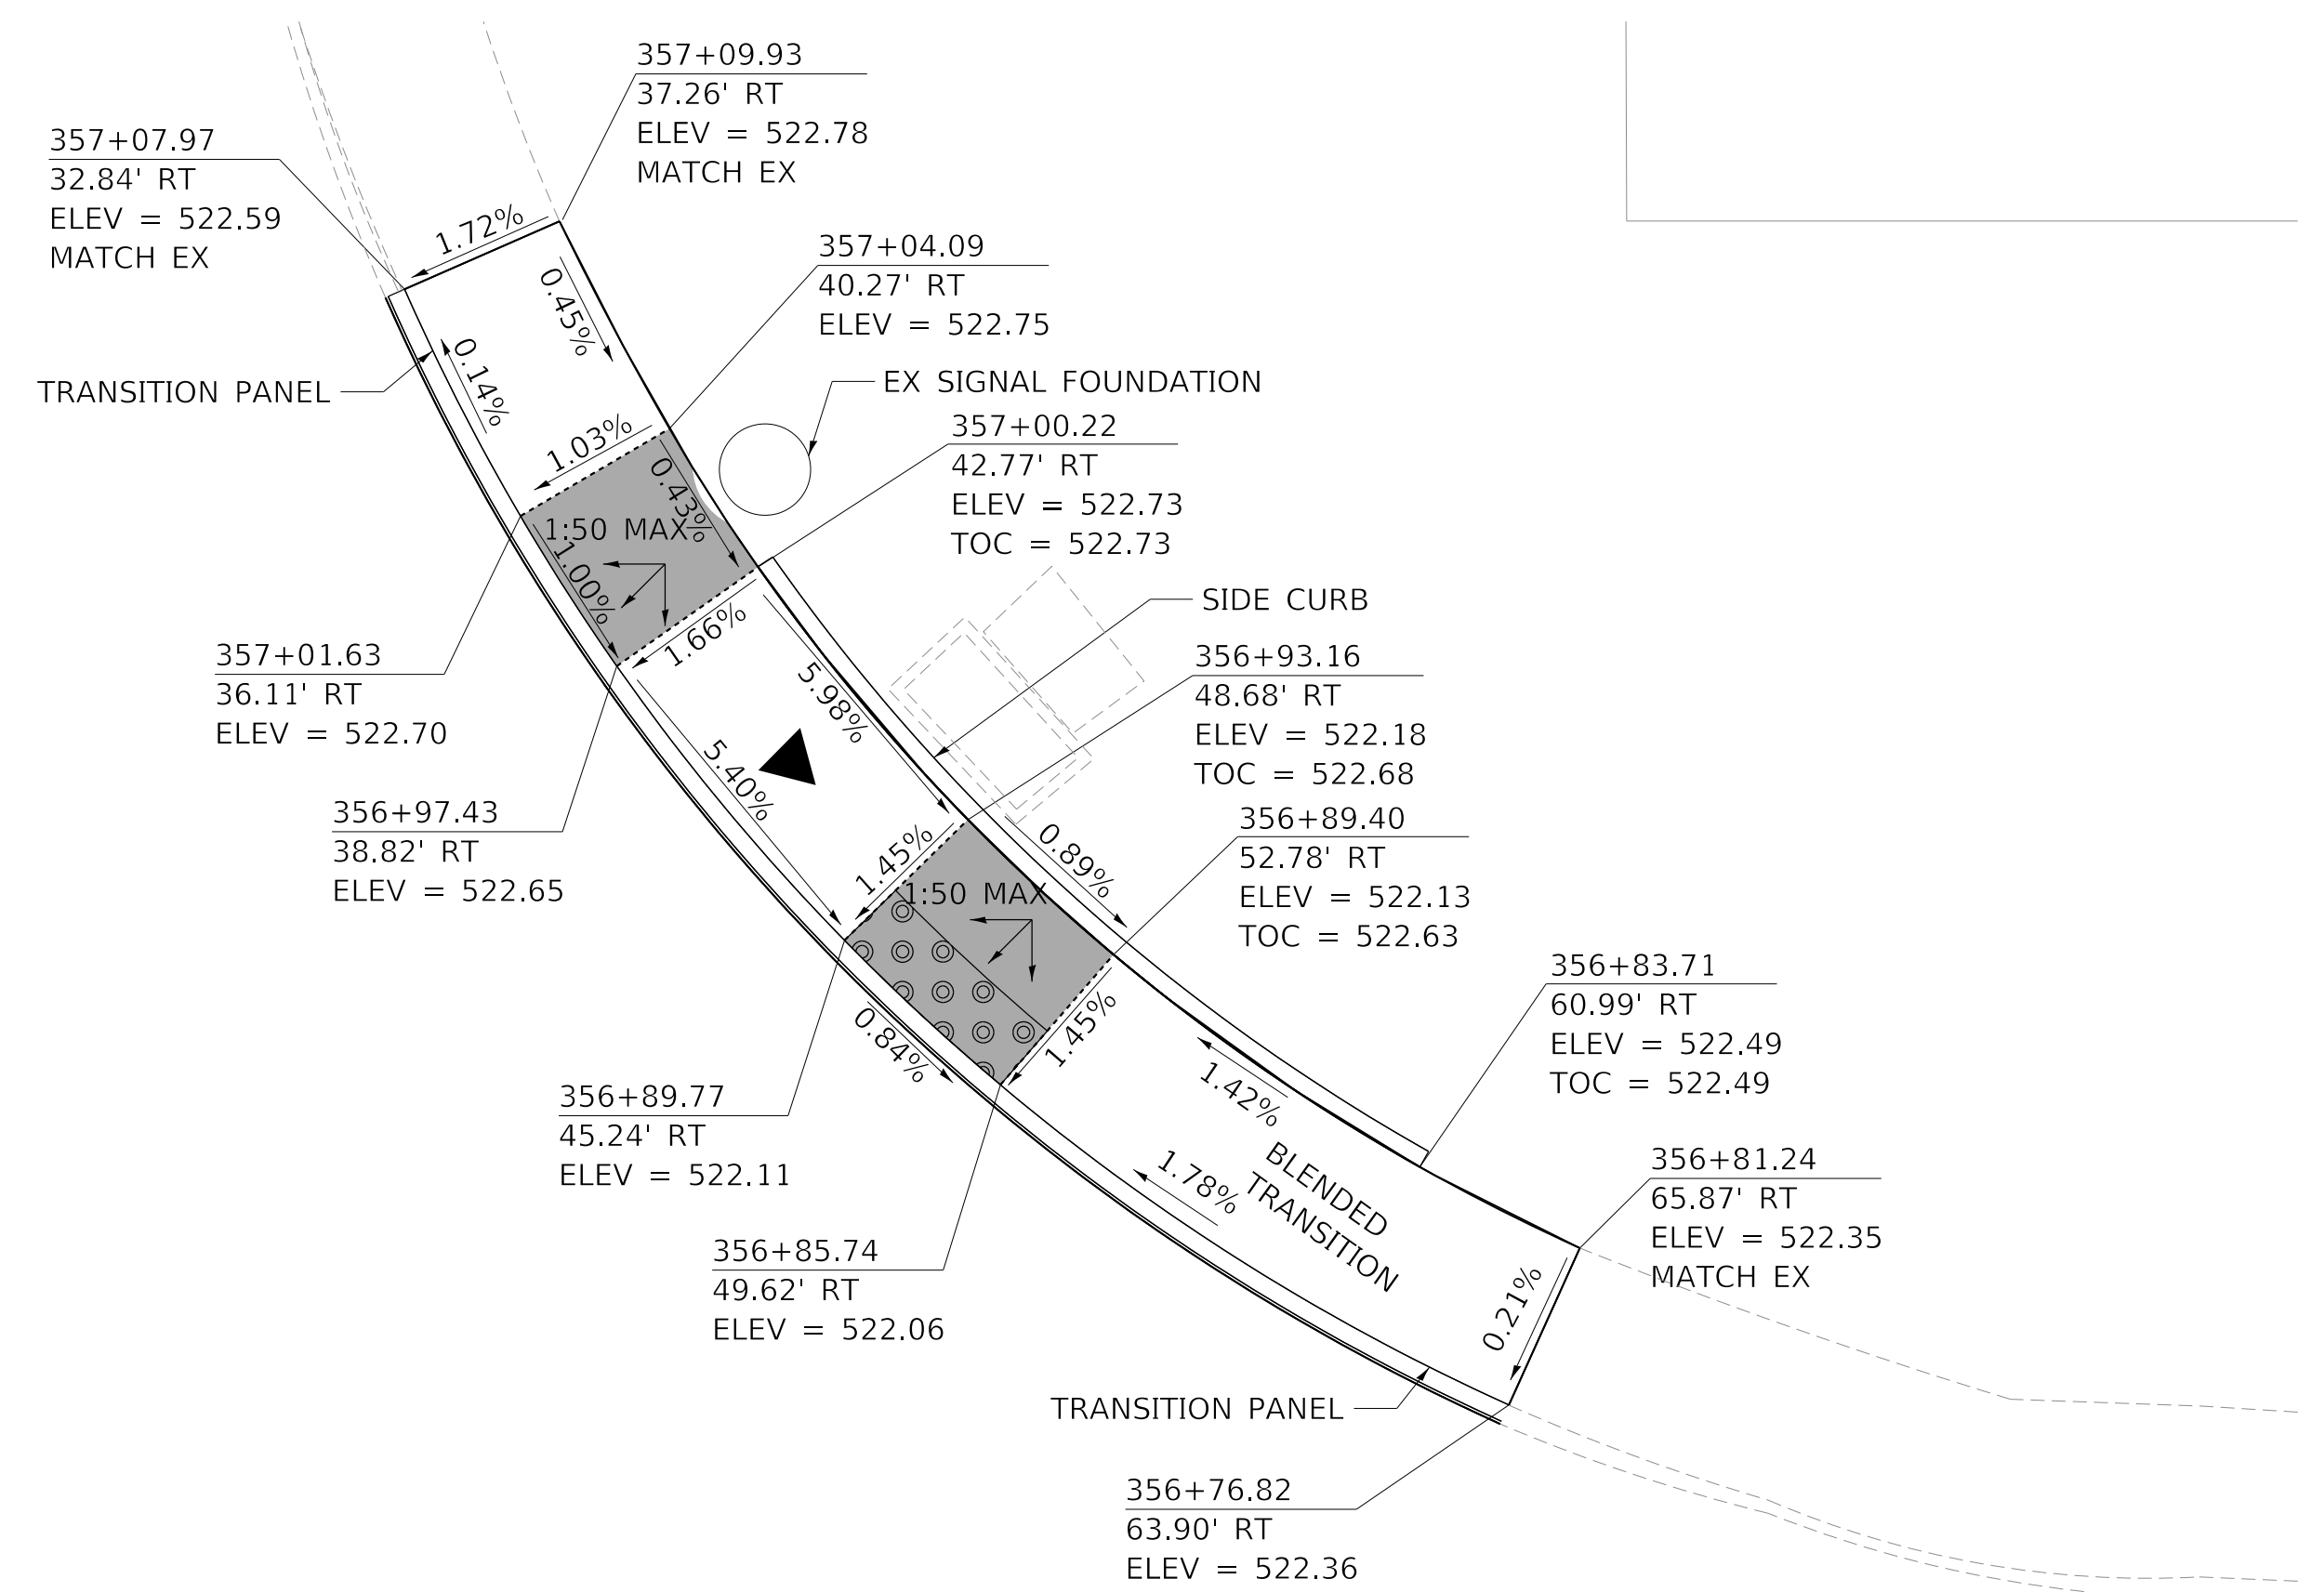 357+09.93
37.26' RT
ELEV = 522.78
MATCH EX
357+07.97
32.84' RT
ELEV = 522.59
MATCH EX
1.72%
0.45%
357+04.09
40.27' RT
ELEV = 522.75
TRANSITION PANEL
0.14%
EX SIGNAL FOUNDATION
1.03%
0.43%
357+00.22
42.77' RT
ELEV = 522.73
TOC = 522.73
1:50 MAX
1.00%
1.66%
SIDE CURB
357+01.63
36.11' RT
ELEV = 522.70
5.98%
356+93.16
48.68' RT
ELEV = 522.18
TOC = 522.68
5.40%
356+97.43
38.82' RT
ELEV = 522.65
1.45%
0.89%
356+89.40
52.78' RT
ELEV = 522.13
TOC = 522.63
1:50 MAX
356+83.71
60.99' RT
ELEV = 522.49
TOC = 522.49
0.84%
1.45%
1.42%
356+89.77
45.24' RT
ELEV = 522.11
1.78%
BLENDED
TRANSITION
356+81.24
65.87' RT
ELEV = 522.35
MATCH EX
356+85.74
49.62' RT
ELEV = 522.06
0.21%
TRANSITION PANEL
356+76.82
63.90' RT
ELEV = 522.36